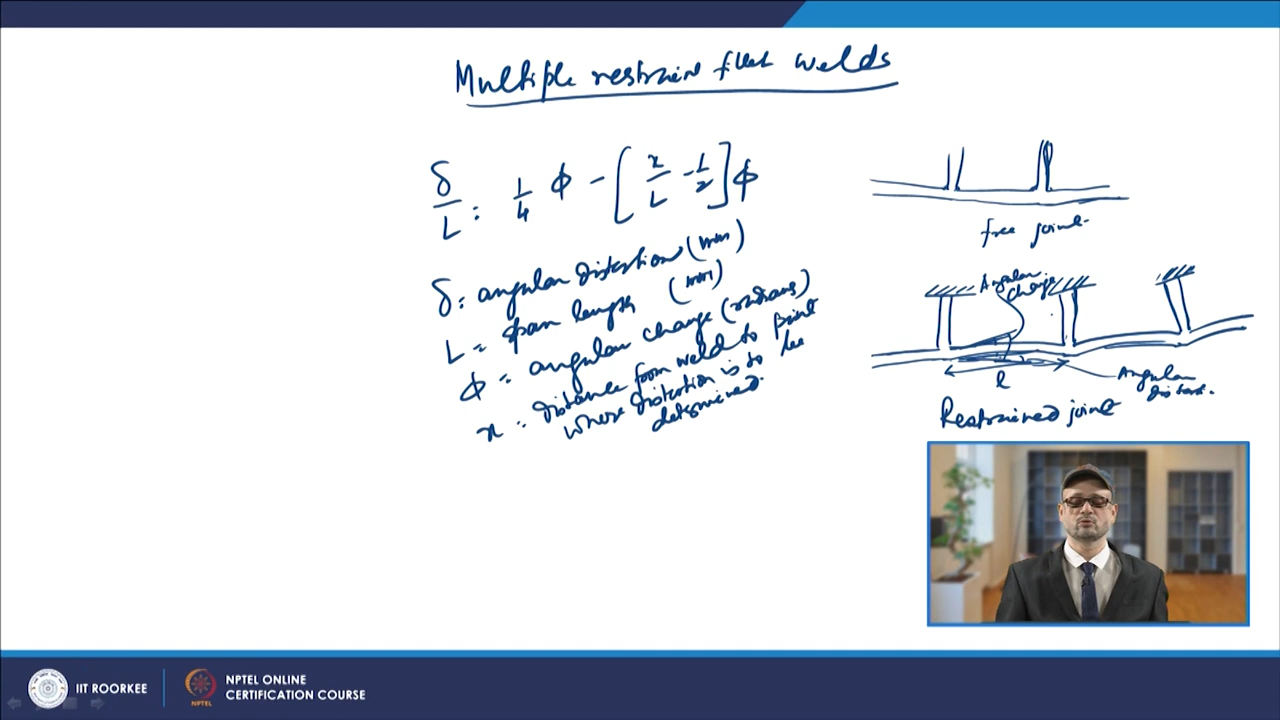 Multiple restrain fillet welds
δ/L = 1/4 φ - [x/L - 1/2] φ
δ = angular distortion (mm)
L = span length (mm)
φ = angular change (radians)
x = distance from weld to point
where distortion is to be
determined.
free joint
Angular
change
l
Angular
distort.
Restrained joint
IIT ROORKEE
NPTEL
NPTEL ONLINE
CERTIFICATION COURSE